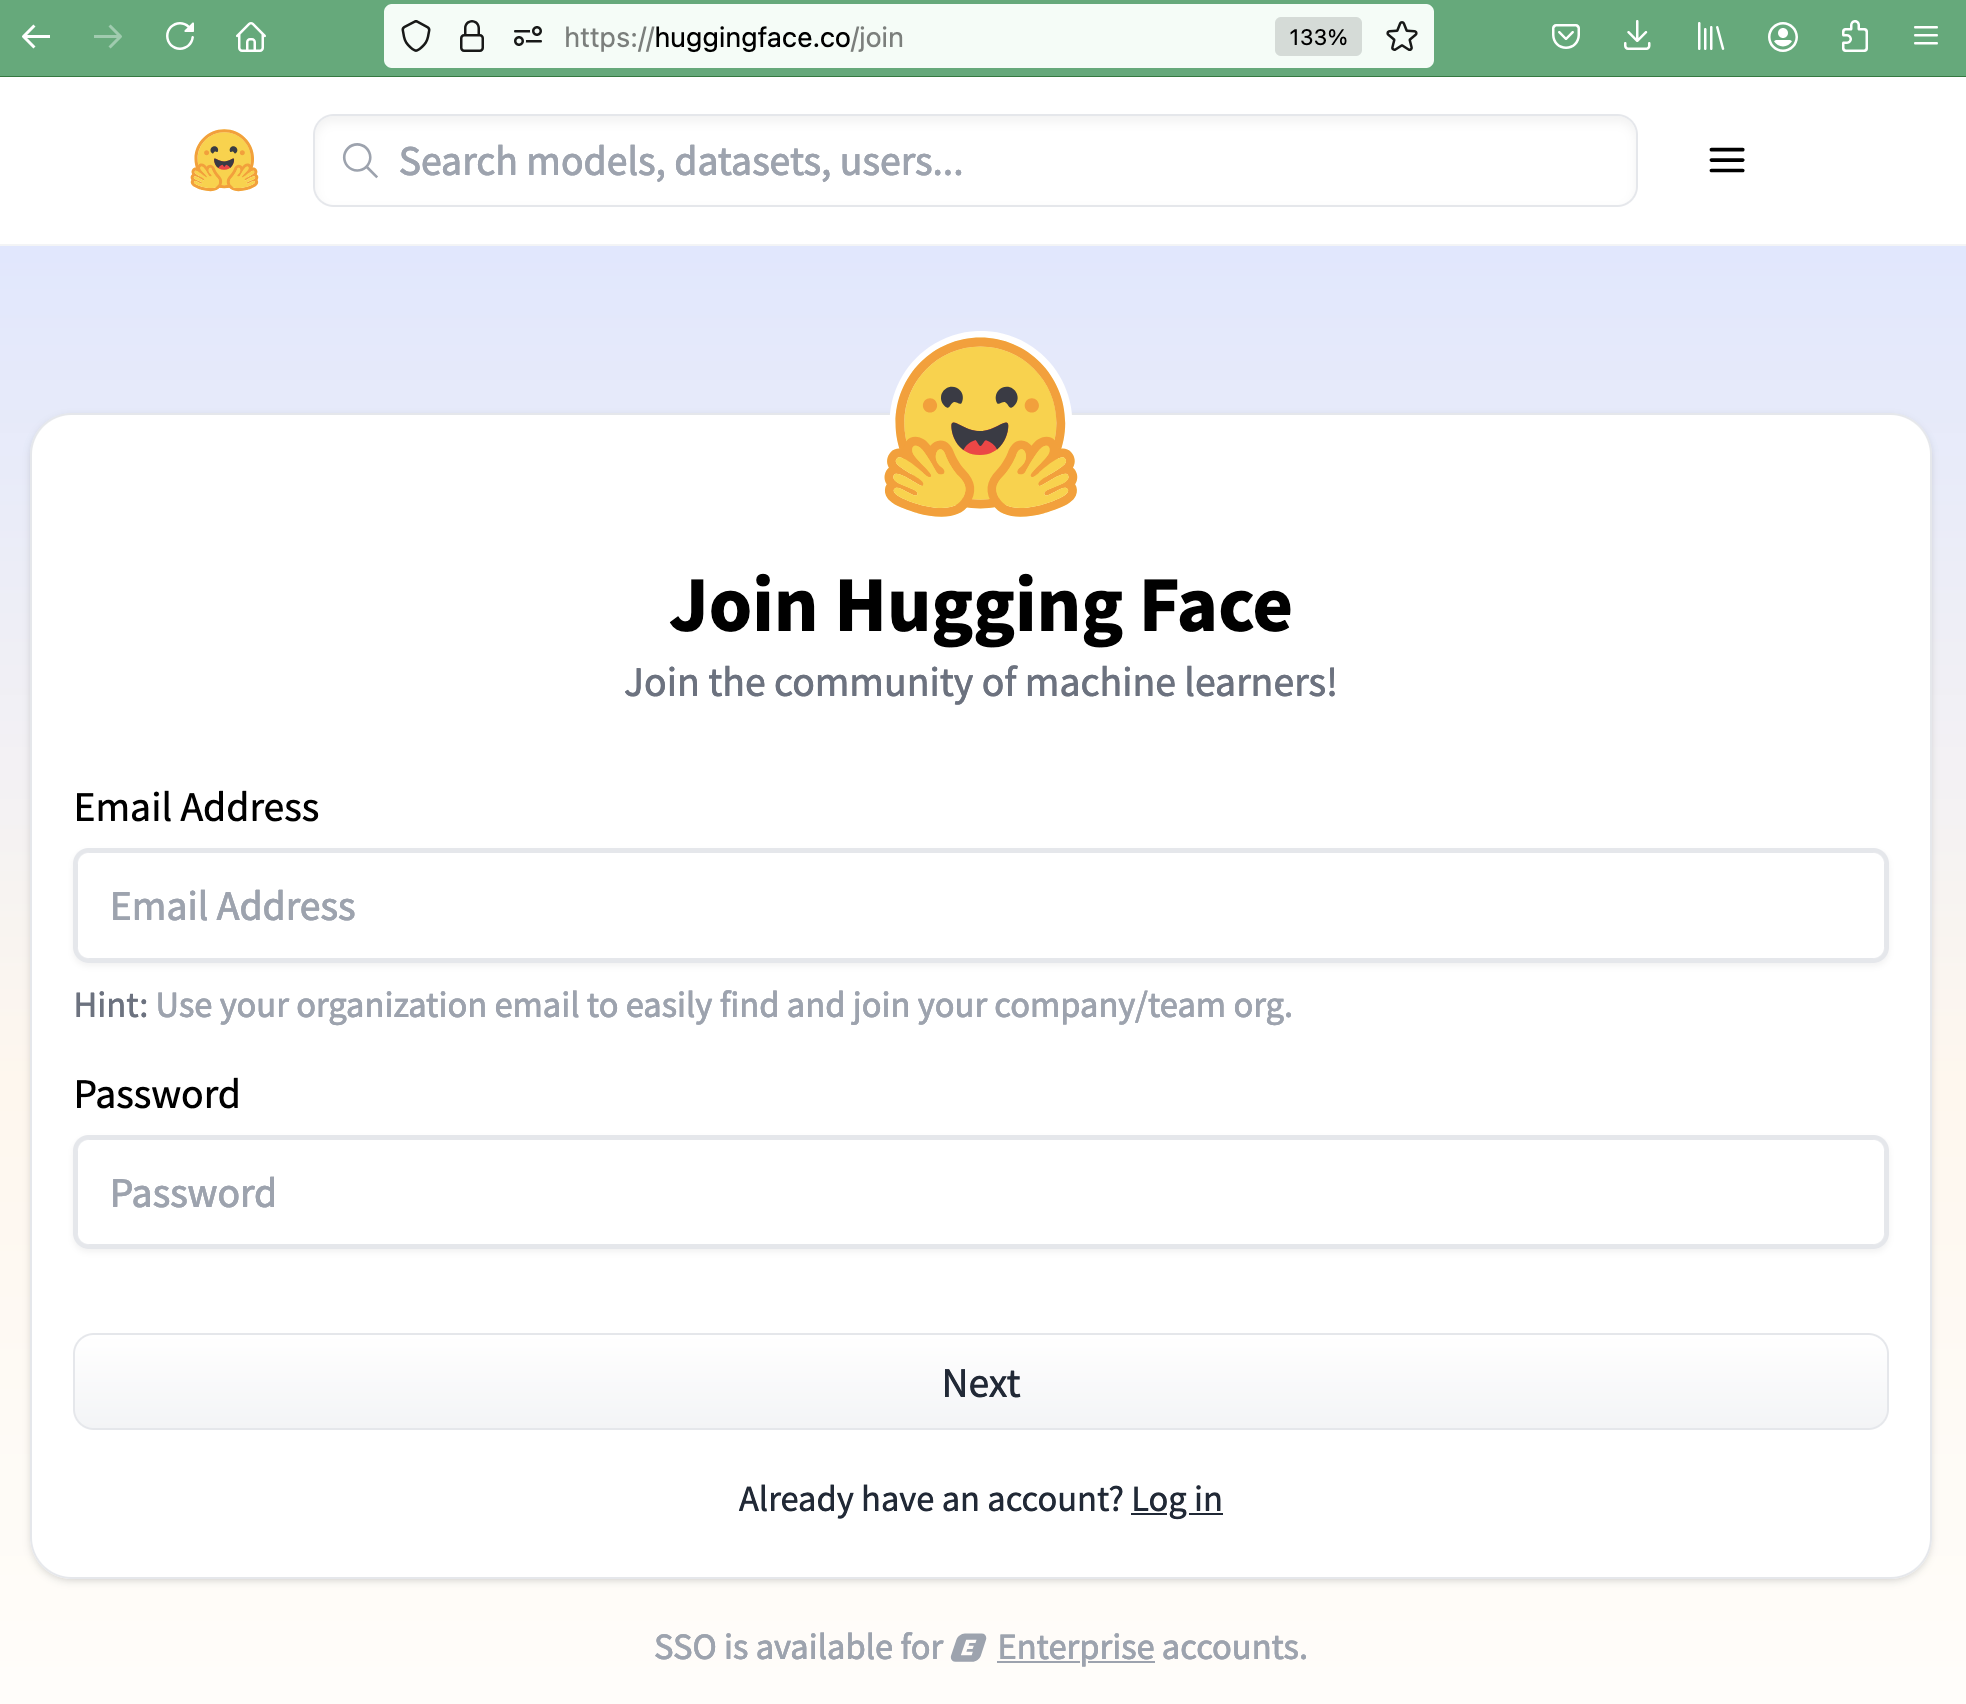 https://huggingface.co/join
133%
Search models, datasets, users...
Join Hugging Face
Join the community of machine learners!
Email Address
Email Address
Hint: Use your organization email to easily find and join your company/team org.
Password
Password
Next
Already have an account? Log in
SSO is available for E Enterprise accounts.